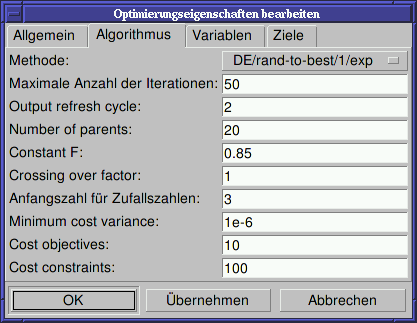 Optimierungseigenschaften bearbeiten
Allgemein Algorithmus Variablen Ziele
Methode: DE/rand-to-best/1/exp
Maximale Anzahl der Iterationen: 50
Output refresh cycle: 2
Number of parents: 20
Constant F: 0.85
Crossing over factor: 1
Anfangszahl für Zufallszahlen: 3
Minimum cost variance: 1e-6
Cost objectives: 10
Cost constraints: 100
OK Übernehmen Abbrechen